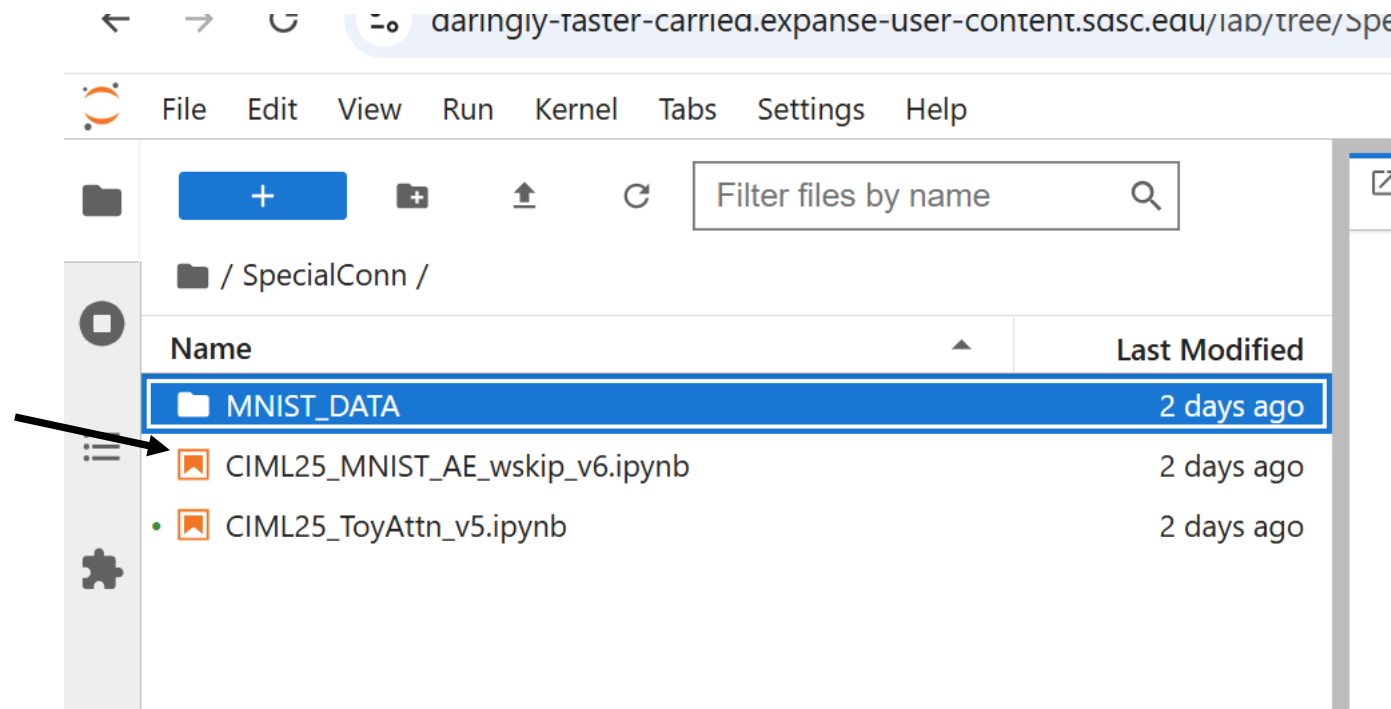 daringly-faster-carried.expanse-user-content.sdsc.edu/lab/tree/Spe
File Edit View Run Kernel Tabs Settings Help
+ Filter files by name
/ SpecialConn /
Name Last Modified
MNIST_DATA 2 days ago
CIML25_MNIST_AE_wskip_v6.ipynb 2 days ago
CIML25_ToyAttn_v5.ipynb 2 days ago